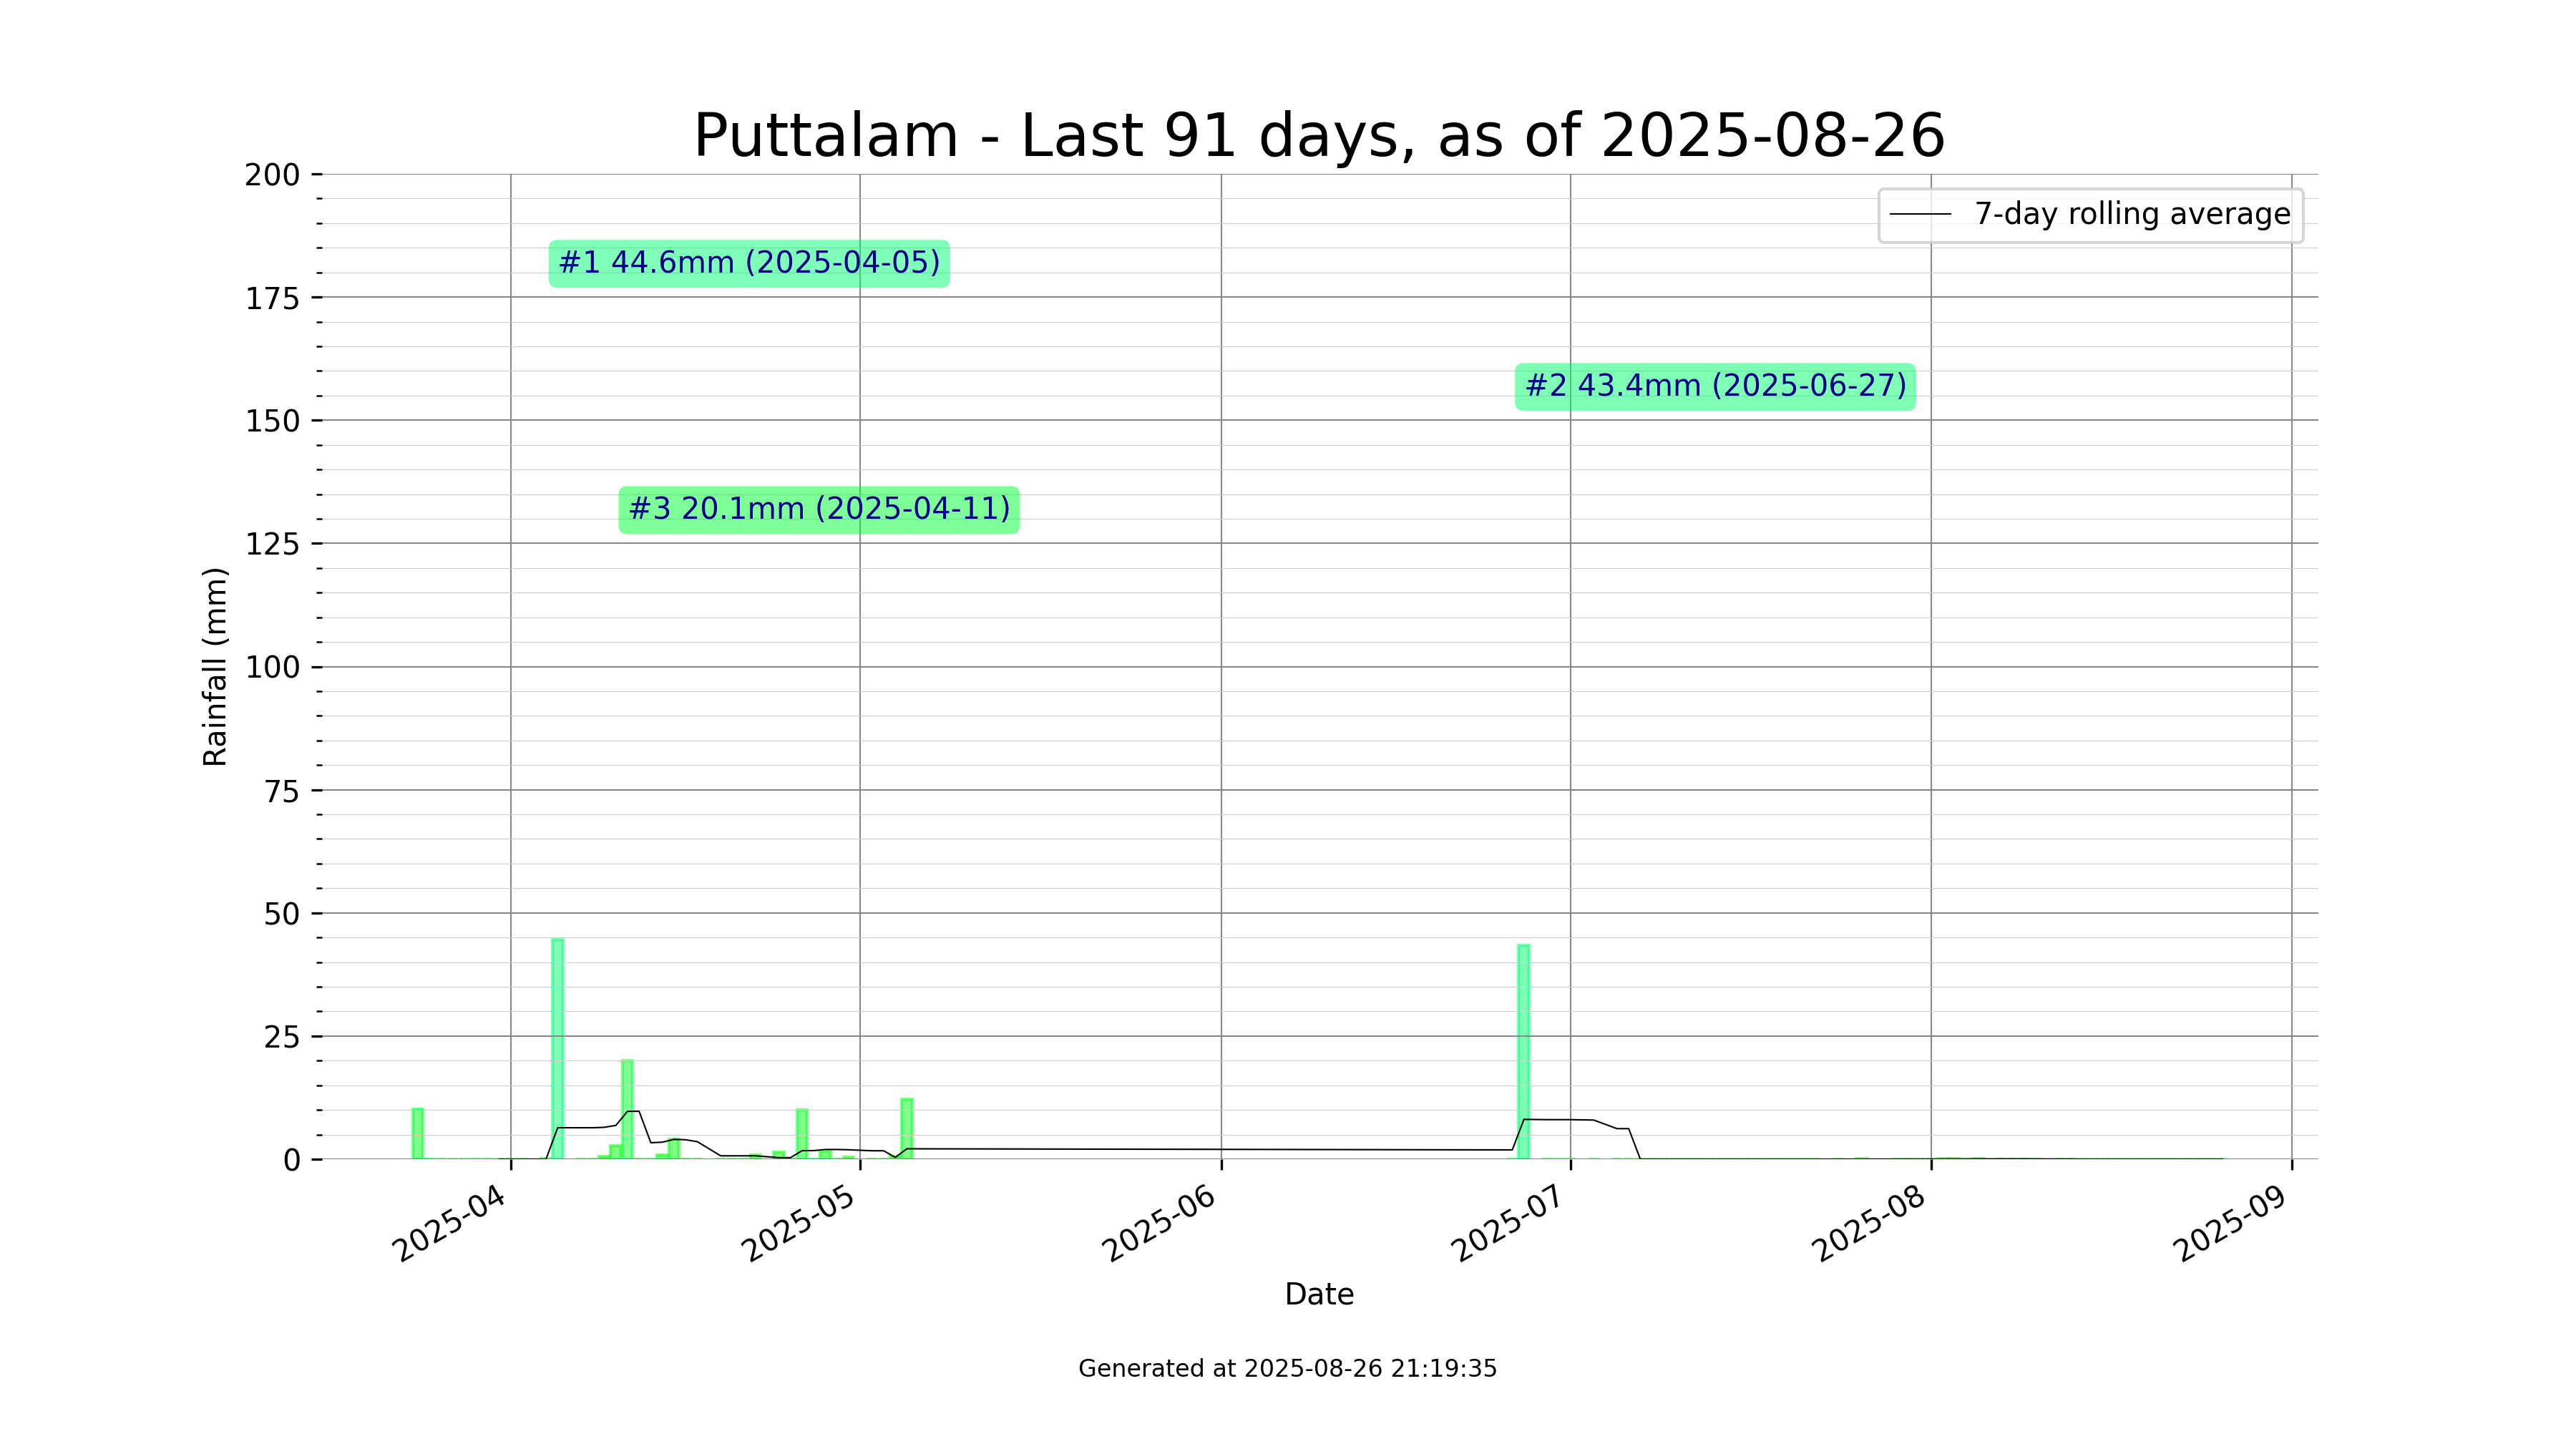 Puttalam - Last 91 days, as of 2025-08-26
200
175
150
125
100
75
50
25
0
Rainfall (mm)
7-day rolling average
#1 44.6mm (2025-04-05)
#2 43.4mm (2025-06-27)
#3 20.1mm (2025-04-11)
2025-04
2025-05
2025-06
2025-07
2025-08
2025-09
Date
Generated at 2025-08-26 21:19:35